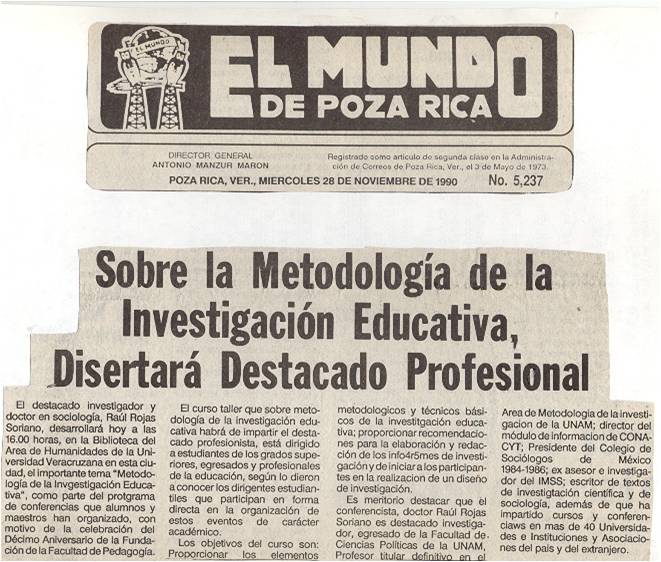 EL MUNDO
EL MUNDO
DE POZA RICA
DIRECTOR GENERAL
ANTONIO MANZUR MARON
Registrado como artículo de segunda clase en la Administra-
ción de Correos de Poza Rica, Ver., el 3 de Mayo de 1973.
POZA RICA, VER., MIERCOLES 28 DE NOVIEMBRE DE 1990 No. 5,237
Sobre la Metodología de la
Investigación Educativa,
Disertará Destacado Profesional
El destacado investigador y
doctor en sociología, Raúl Rojas
Soriano, desarrollará hoy a las
16.00 horas, en la Biblioteca del
Area de Humanidades de la Uni-
versidad Veracruzana en esta ciu-
dad, el importante tema "Metodo-
logía de la Invgestigación Educa-
tiva", como parte del protgrama
de conferencias que alumnos y
maestros han organizado, con
motivo de la celebración del
Décimo Aniversario de la Funda-
ción de la Facultad de Pedagogía.
El curso taller que sobre meto-
dología de la investigación edu-
cativa habrá de impartir el desta-
cado profesionista, está dirigido
a estudiantes de los grados supe-
riores, egresados y profesionales
de la educación, según lo dieron
a conocer los dirigentes estudian-
tiles que participan en forma
directa en la organización de
estos eventos de carácter
académico.
Los objetivos del curso son:
Proporcionar los elementos
metodologicos y técnicos bási-
cos de la investitgación educa-
tiva; proporcionar recomendacio-
nes para la elaboración y redac-
ción de los info4r5mes de investi-
gación y de iniciar a los participan-
tes en la realizacion de un diseño
de investigación.
Es meritorio destacar que el
conferencista, doctor Raúl Rojas
Soriano es destacado investiga-
dor, egresado de la Facultad de
Ciencias Políticas de la UNAM,
Profesor titular definitivo en el
Area de Metodologia de la investi-
gacion de la UNAM; director del
módulo de informacion de CONA-
CYT; Presidente del Colegio de
Sociólogos de México
1984-1986; ex asesor e investiga-
dor del IMSS; escritor de textos
de investigtación científica y de
sociología, además de que ha
impartido cursos y conferen-
ciaws en mas de 40 Universida-
des e Instituciones y Asociacio-
nes del pais y del extranjero.